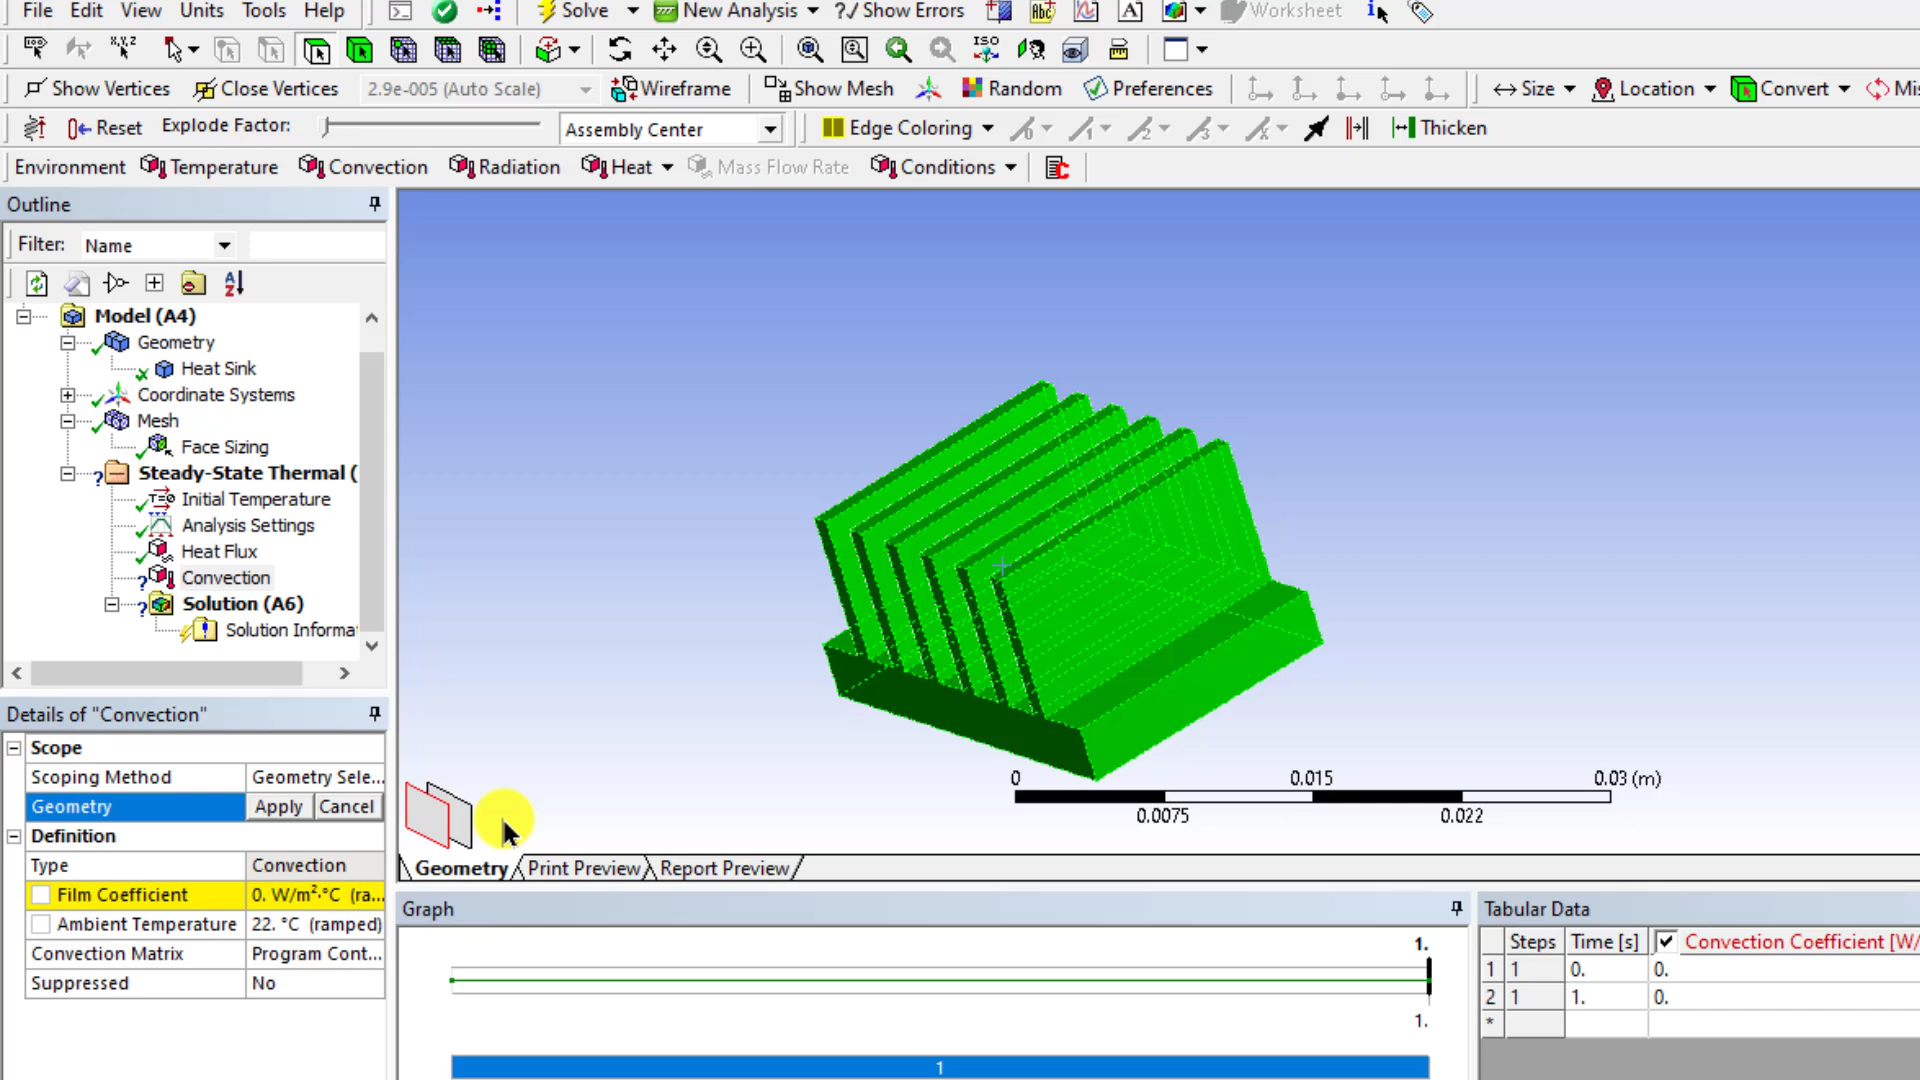 File Edit View Units Tools Help Solve New Analysis ?/ Show Errors Abc A Worksheet i
x,y,z ISO
Show Vertices Close Vertices 2.9e-005 (Auto Scale) Wireframe Show Mesh Random Preferences Size Location Convert
Reset Explode Factor: Assembly Center Edge Coloring Thicken
Environment Temperature Convection Radiation Heat Mass Flow Rate Conditions
Outline
Filter: Name
Model (A4)
Geometry
Heat Sink
Coordinate Systems
Mesh
Face Sizing
Steady-State Thermal (
Initial Temperature
Analysis Settings
Heat Flux
Convection
Solution (A6)
Solution Informa
Details of "Convection"
Scope
Scoping Method Geometry Sele...
Geometry Apply Cancel
Definition
Type Convection
Film Coefficient 0. W/m²·°C (ra...
Ambient Temperature 22. °C (ramped)
Convection Matrix Program Cont...
Suppressed No
0 0.015 0.03 (m)
0.0075 0.022
Geometry Print Preview Report Preview
Graph
1.
1.
1
Tabular Data
Steps Time [s] Convection Coefficient [W/
1 1 0. 0.
2 1 1. 0.
*